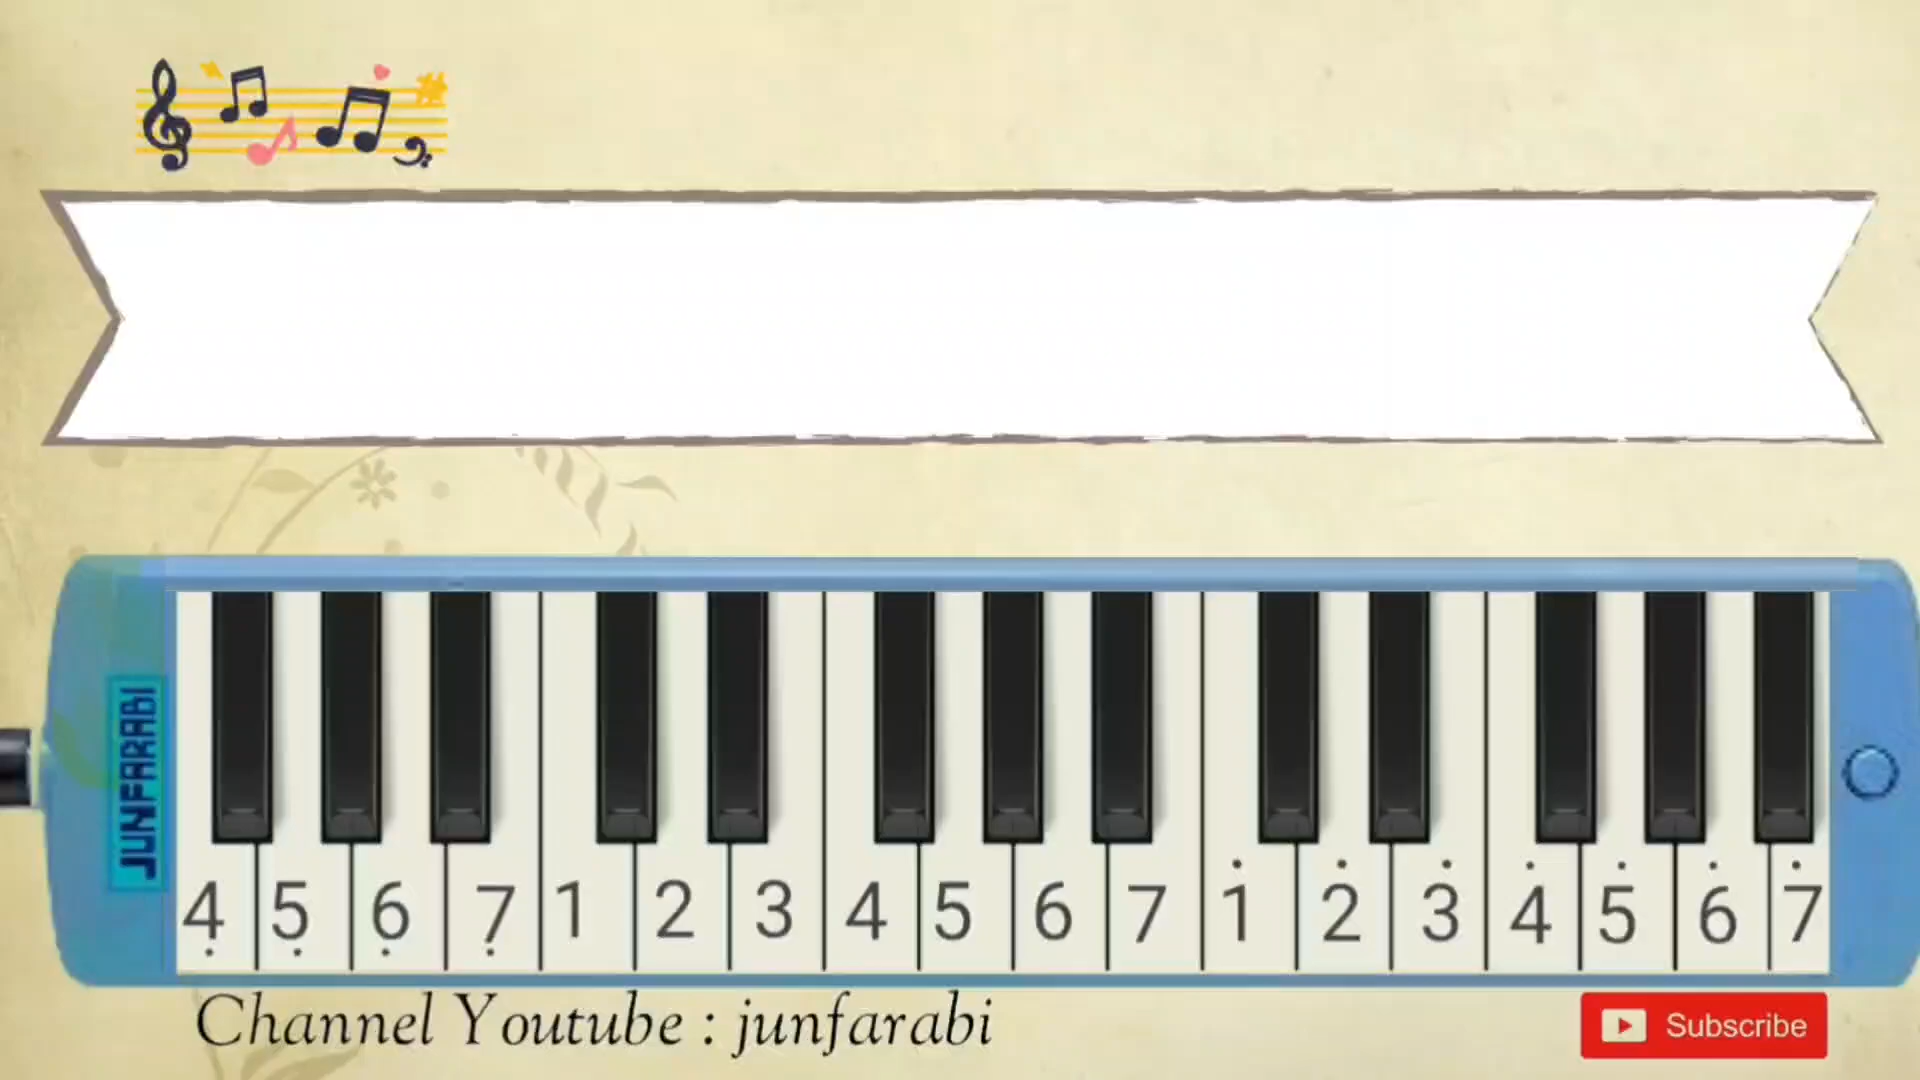 JUNFARABI
4̣ 5̣ 6̣ 7̣ 1 2 3 4 5 6 7 1̇ 2̇ 3̇ 4̇ 5̇ 6̇ 7̇
Channel Youtube : junfarabi
Subscribe